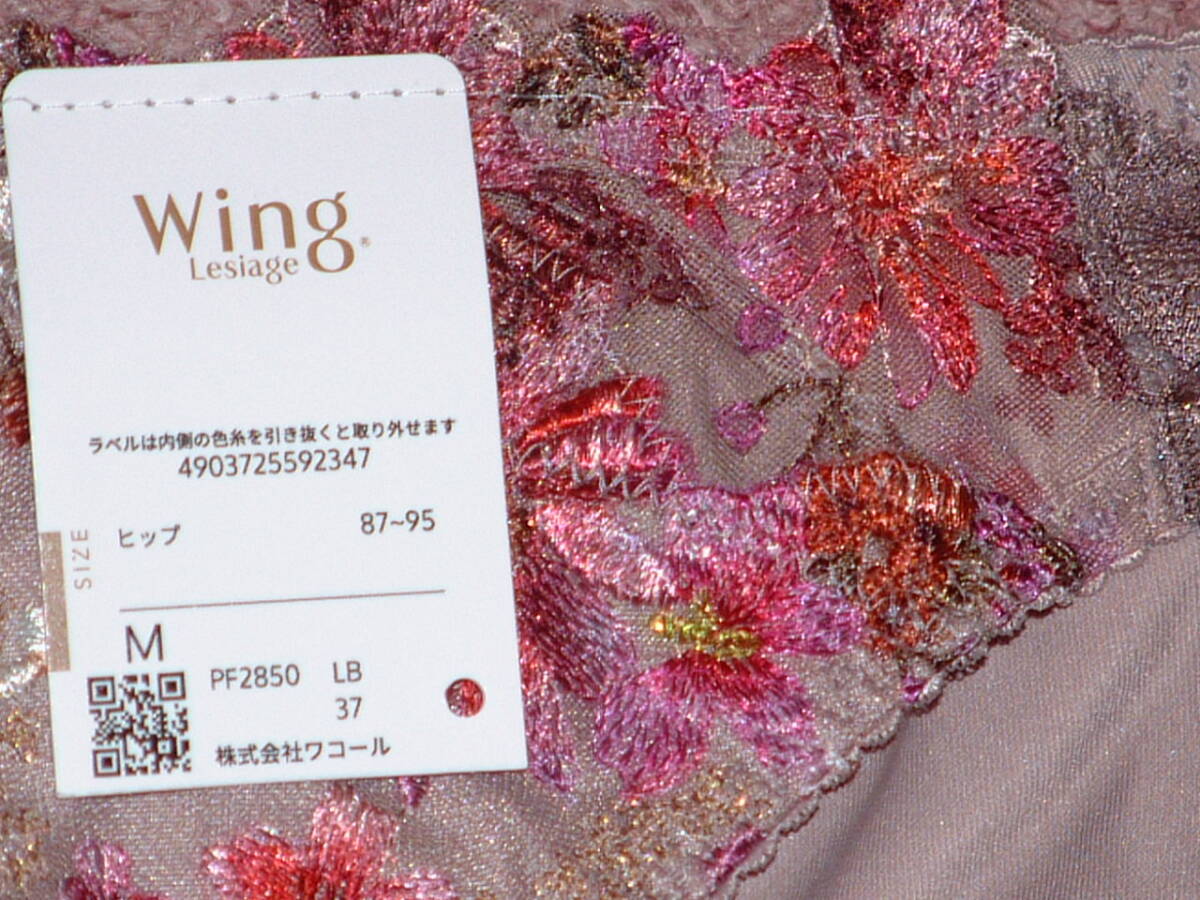 Wing®
Lesiage
ラベルは内側の色糸を引き抜くと取り外せます
4903725592347
SIZE
ヒップ 87~95
M
PF2850 LB
37
株式会社ワコール